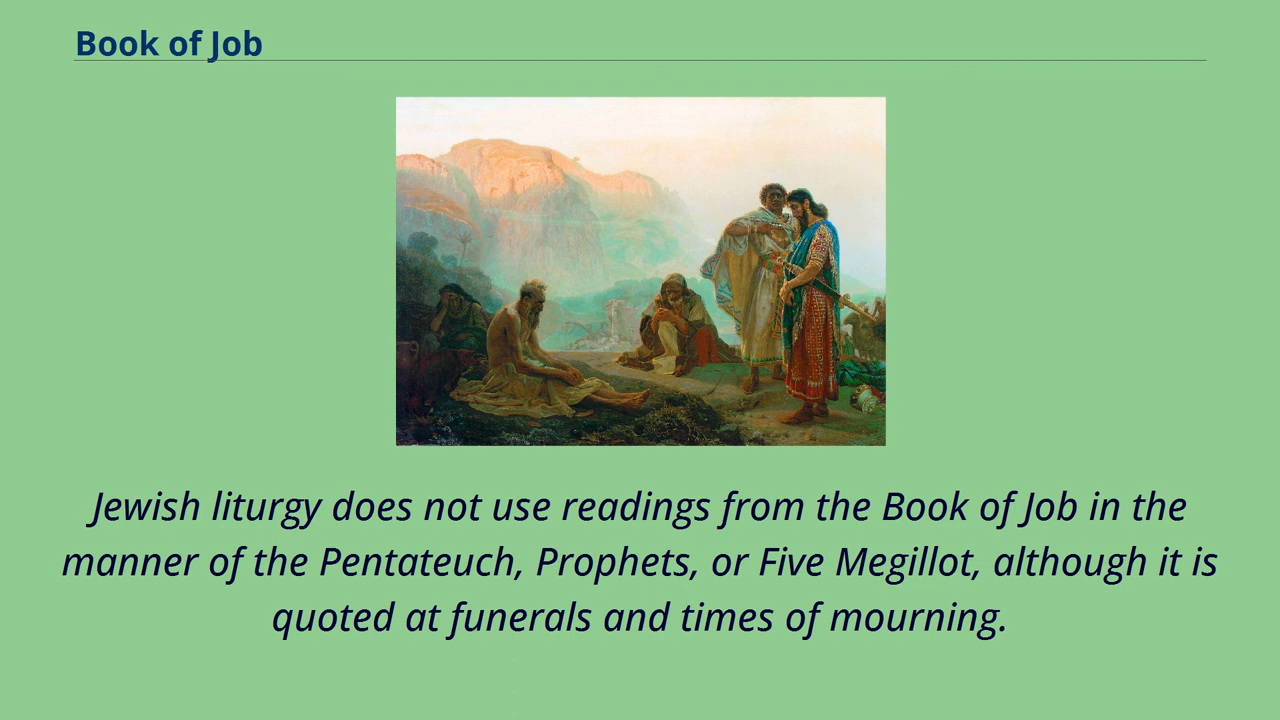 Book of Job
Jewish liturgy does not use readings from the Book of Job in the
manner of the Pentateuch, Prophets, or Five Megillot, although it is
quoted at funerals and times of mourning.